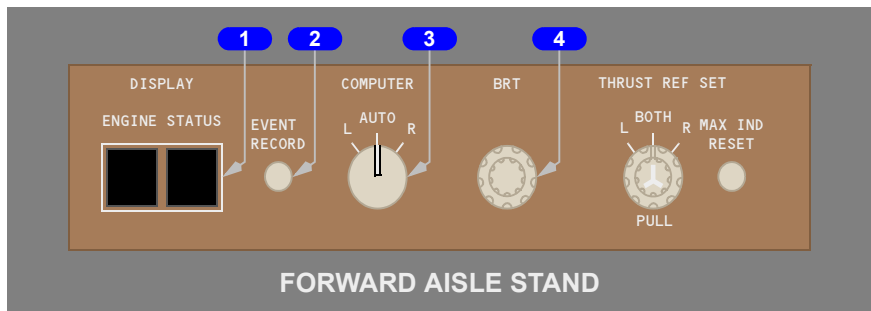 1 2 3 4
DISPLAY COMPUTER BRT THRUST REF SET
ENGINE STATUS
EVENT
RECORD
L AUTO R
L BOTH R
MAX IND
RESET
PULL
FORWARD AISLE STAND